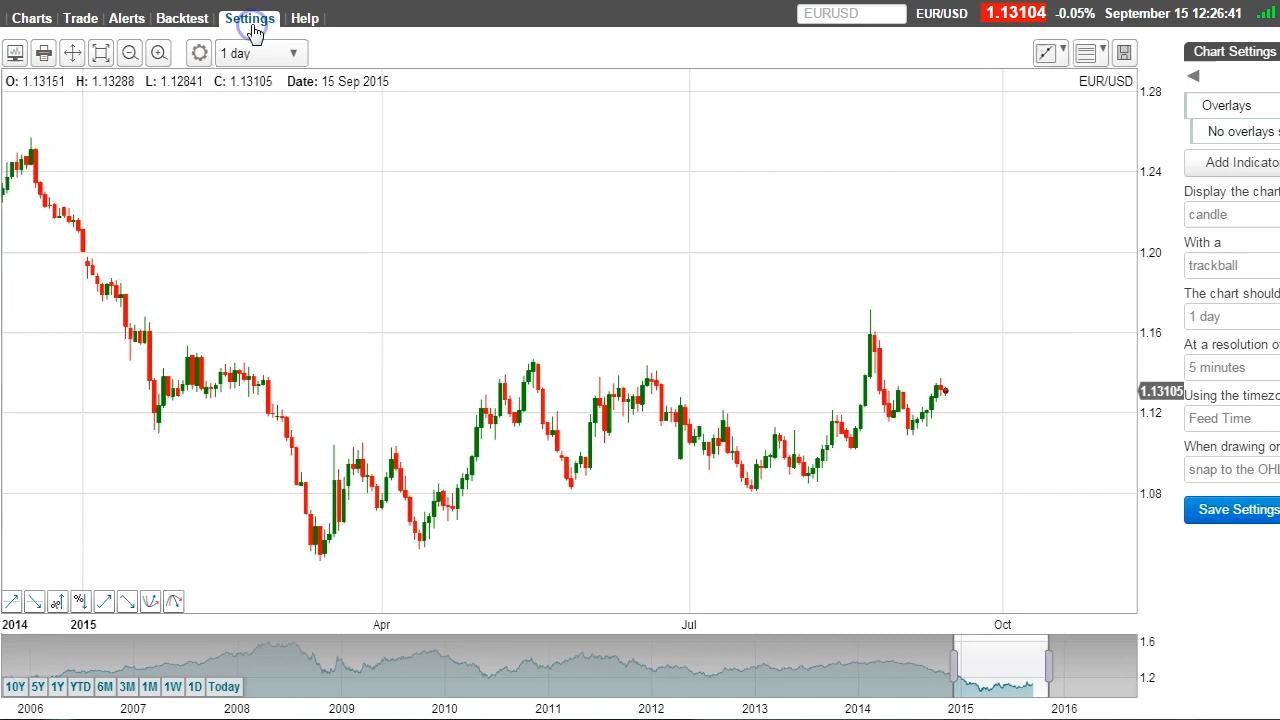 Charts Trade Alerts Backtest Settings Help EURUSD EUR/USD 1.13104 -0.05% September 15 12:26:41
1 day
Chart Settings
O: 1.13151 H: 1.13288 L: 1.12841 C: 1.13105 Date: 15 Sep 2015 EUR/USD
1.28
Overlays
No overlays s
Add Indicato
1.24
Display the chart
candle
With a
1.20
trackball
The chart should
1 day
1.16
At a resolution of
5 minutes
1.13105
Using the timezo
1.12
Feed Time
When drawing on
snap to the OHL
1.08
Save Settings
%
2014 2015 Apr Jul Oct
1.6
1.2
10Y 5Y 1Y YTD 6M 3M 1M 1W 1D Today
2006 2007 2008 2009 2010 2011 2012 2013 2014 2015 2016